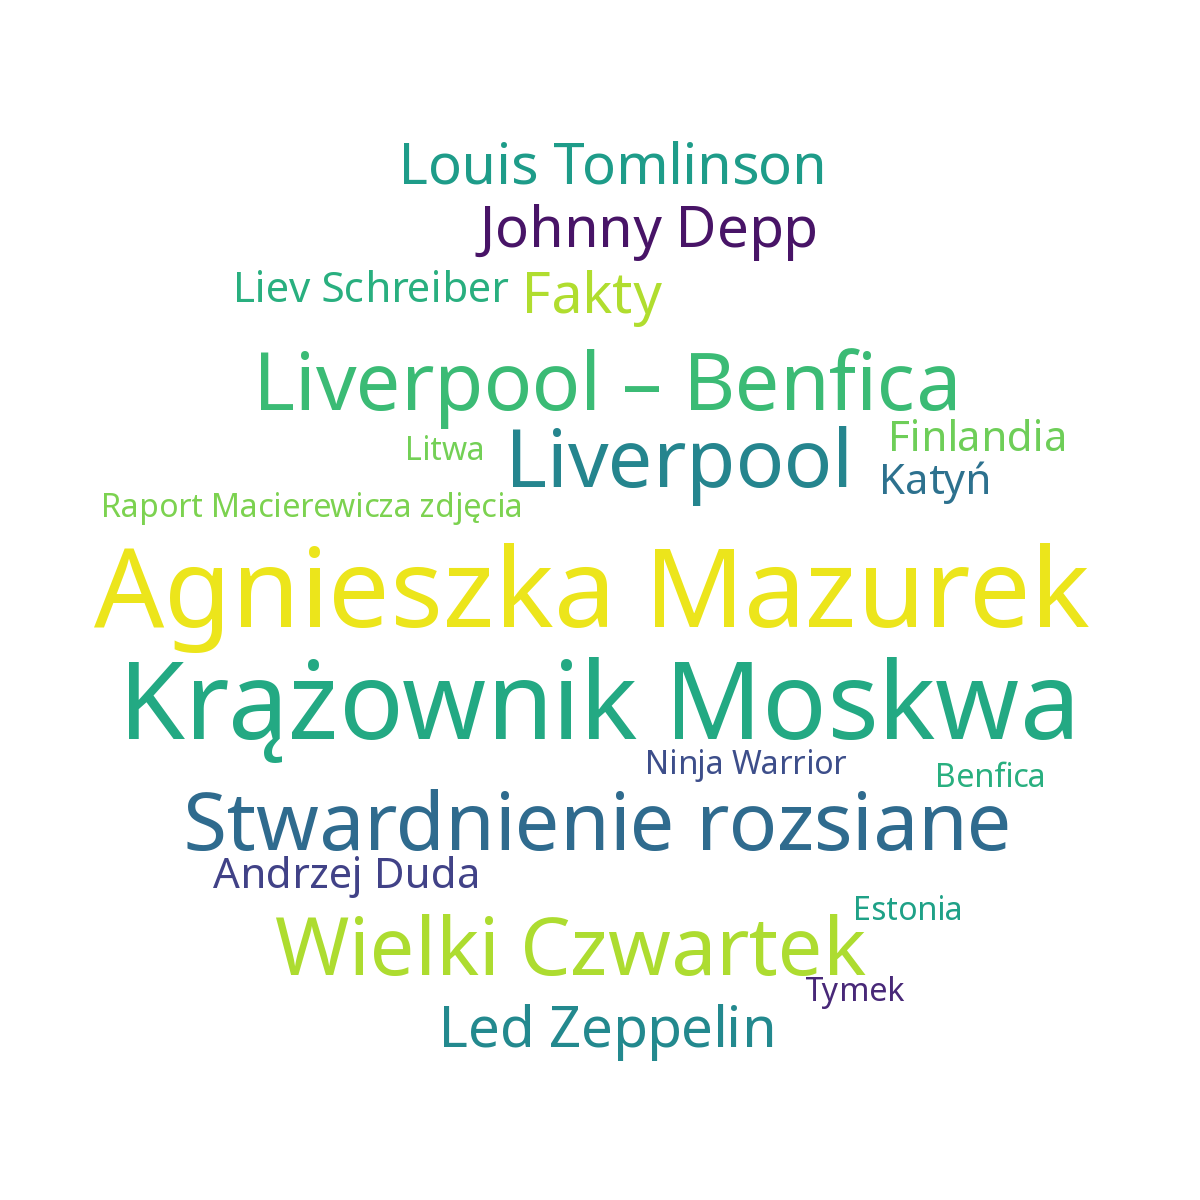 Louis Tomlinson
Johnny Depp
Liev Schreiber
Fakty
Liverpool – Benfica
Finlandia
Litwa
Liverpool
Katyń
Raport Macierewicza zdjęcia
Agnieszka Mazurek
Krążownik Moskwa
Ninja Warrior
Benfica
Stwardnienie rozsiane
Andrzej Duda
Estonia
Wielki Czwartek
Tymek
Led Zeppelin